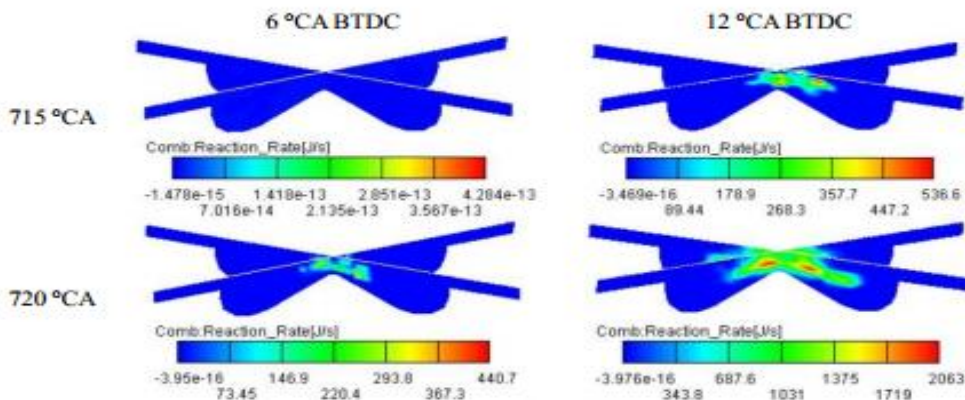 6 °CA BTDC
12 °CA BTDC
715 °CA
Comb:Reaction_Rate[J/s]
-1.478e-15 1.418e-13 2.851e-13 4.284e-13
7.016e-14 2.135e-13 3.567e-13
Comb:Reaction_Rate[J/s]
-3.469e-16 178.9 357.7 536.6
89.44 268.3 447.2
720 °CA
Comb:Reaction_Rate[J/s]
-3.95e-16 146.9 293.8 440.7
73.45 220.4 367.3
Comb:Reaction_Rate[J/s]
-3.976e-16 687.6 1375 2063
343.8 1031 1719